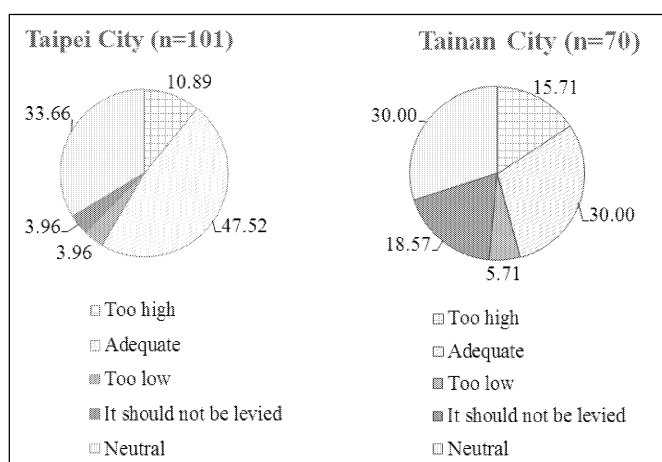 Taipei City (n=101)
10.89
33.66
47.52
3.96
3.96
Too high
Adequate
Too low
It should not be levied
Neutral
Tainan City (n=70)
15.71
30.00
30.00
18.57
5.71
Too high
Adequate
Too low
It should not be levied
Neutral